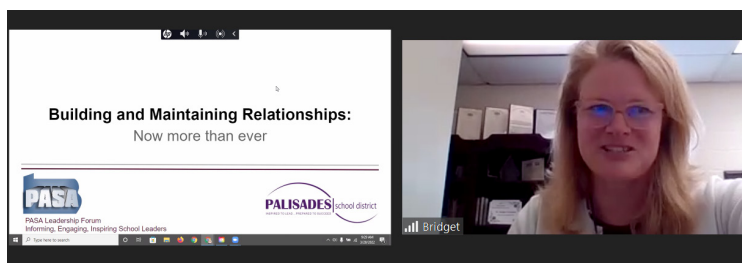 Building and Maintaining Relationships:
Now more than ever
PASA
PASA Leadership Forum
Informing, Engaging, Inspiring School Leaders
PALISADES school district
Type here to search
Bridget